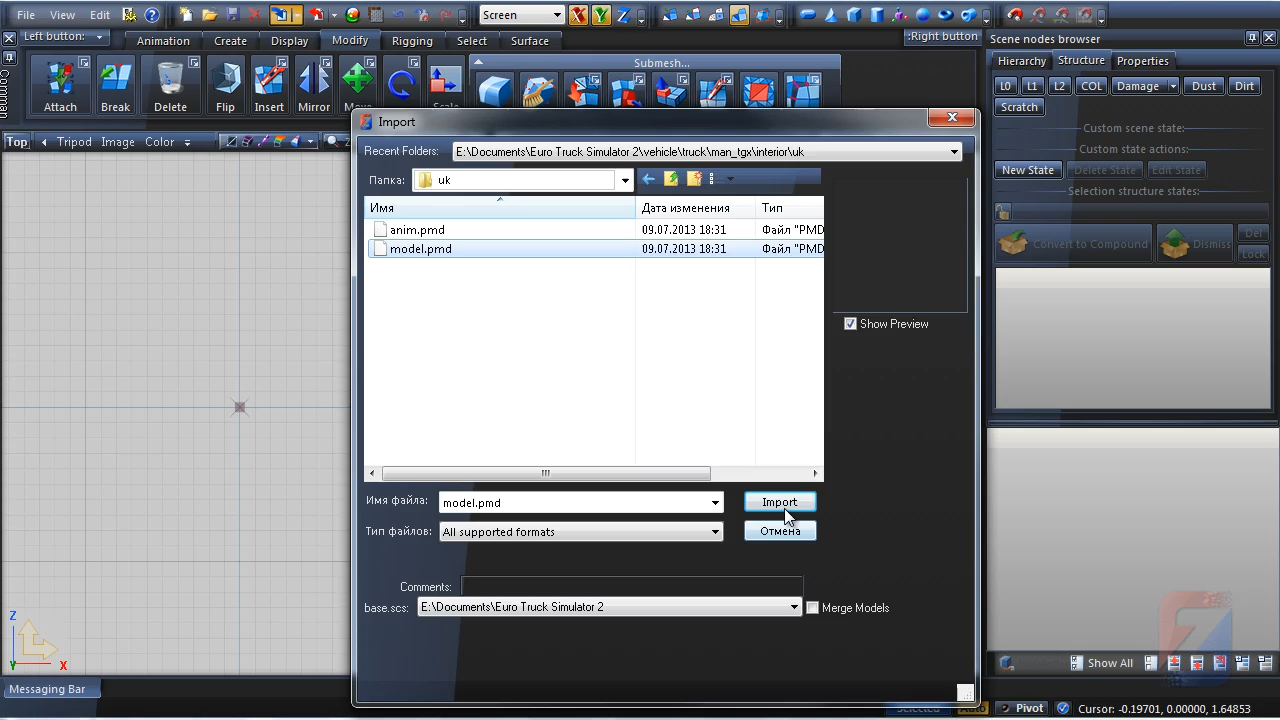 File View Edit Screen
Left button: :Right button
Animation Create Display Modify Rigging Select Surface
Submesh...
Attach Break Delete Flip Insert Mirror
Top Tripod Image Color
Import
Recent Folders: E:\Documents\Euro Truck Simulator 2\vehicle\truck\man_tgx\interior\uk
Папка: uk
Имя Дата изменения Тип
anim.pmd 09.07.2013 18:31 Файл "PMD
model.pmd 09.07.2013 18:31 Файл "PMD
Show Preview
Имя файла: model.pmd Import
Тип файлов: All supported formats Отмена
Comments:
base.scs: E:\Documents\Euro Truck Simulator 2 Merge Models
Scene nodes browser
Hierarchy Structure Properties
L0 L1 L2 COL Damage Dust Dirt
Scratch
Custom scene state:
Custom state actions:
New State Delete State Edit State
Selection structure states:
Convert to Compound Dismiss Def
Lock
Show All
Z
Y X
Messaging Bar
Selected Auto Pivot Cursor: -0.19701, 0.00000, 1.64853